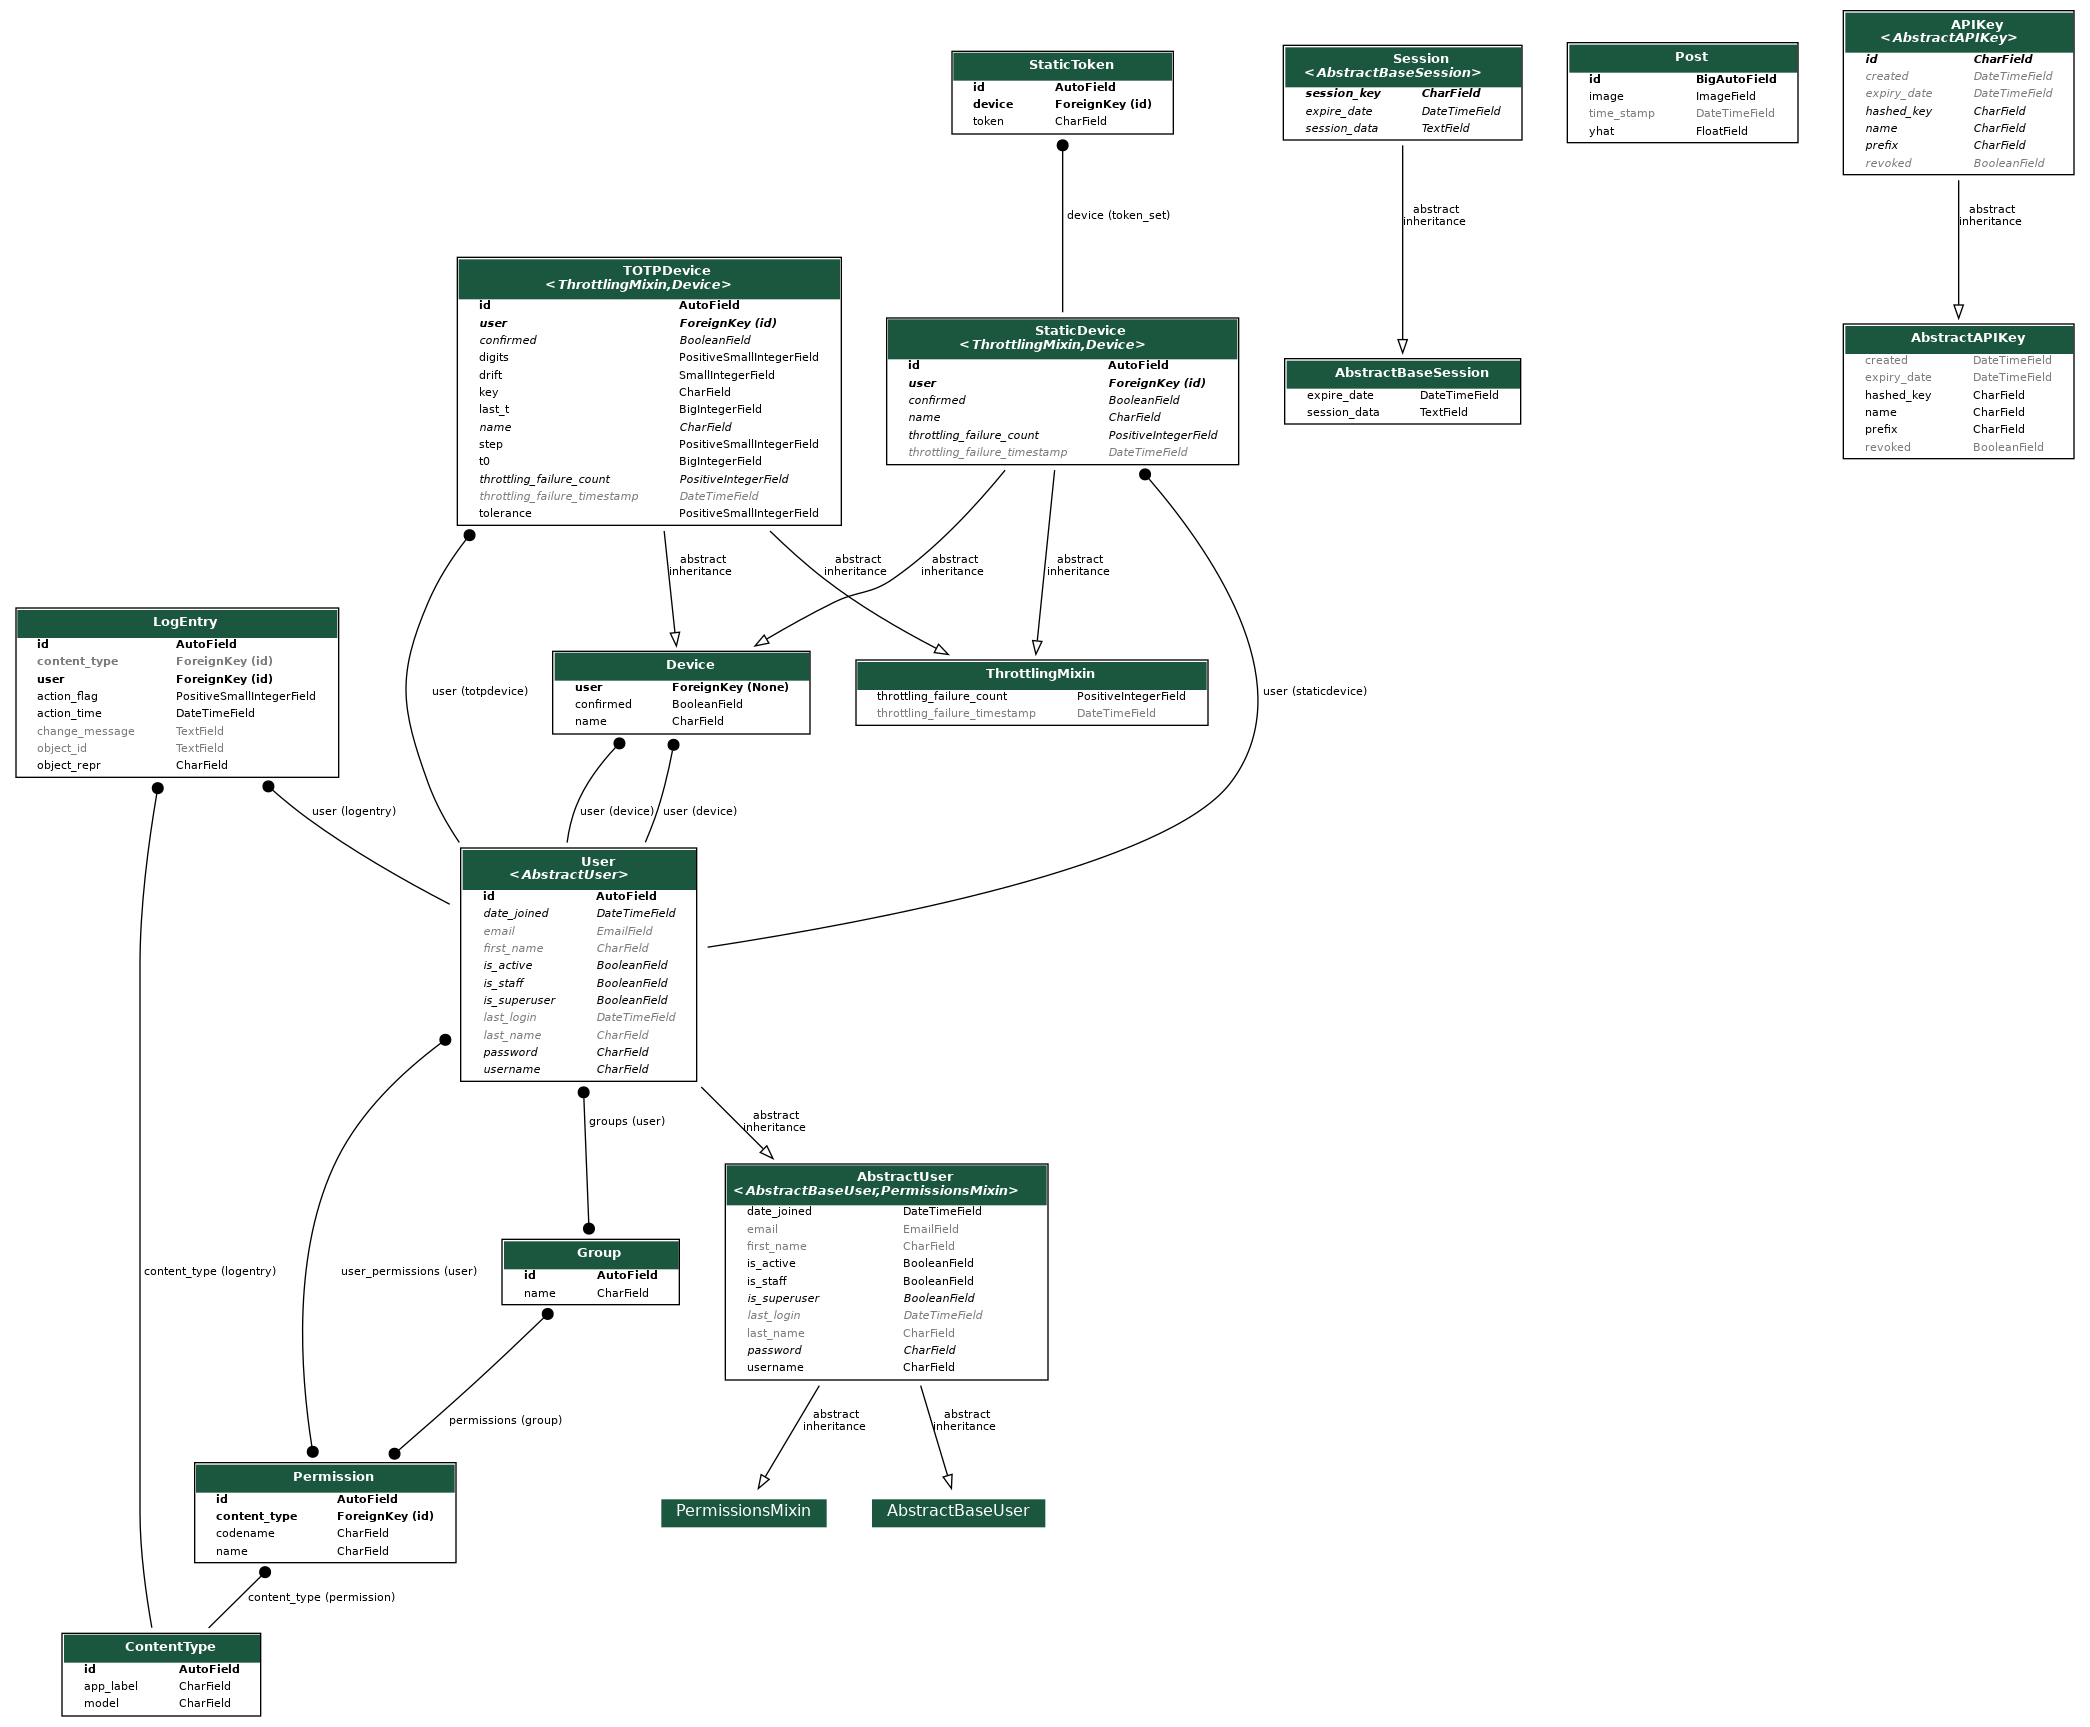 APIKey
<AbstractAPIKey>
id CharField
created DateTimeField
expiry_date DateTimeField
hashed_key CharField
name CharField
prefix CharField
revoked BooleanField
Post
id BigAutoField
image ImageField
time_stamp DateTimeField
yhat FloatField
Session
<AbstractBaseSession>
session_key CharField
expire_date DateTimeField
session_data TextField
StaticToken
id AutoField
device ForeignKey (id)
token CharField
device (token_set)
abstract
inheritance
abstract
inheritance
TOTPDevice
<ThrottlingMixin,Device>
id AutoField
user ForeignKey (id)
confirmed BooleanField
digits PositiveSmallIntegerField
drift SmallIntegerField
key CharField
last_t BigIntegerField
name CharField
step PositiveSmallIntegerField
t0 BigIntegerField
throttling_failure_count PositiveIntegerField
throttling_failure_timestamp DateTimeField
tolerance PositiveSmallIntegerField
StaticDevice
<ThrottlingMixin,Device>
id AutoField
user ForeignKey (id)
confirmed BooleanField
name CharField
throttling_failure_count PositiveIntegerField
throttling_failure_timestamp DateTimeField
AbstractBaseSession
expire_date DateTimeField
session_data TextField
AbstractAPIKey
created DateTimeField
expiry_date DateTimeField
hashed_key CharField
name CharField
prefix CharField
revoked BooleanField
abstract
inheritance
abstract
inheritance
abstract
inheritance
abstract
inheritance
LogEntry
id AutoField
content_type ForeignKey (id)
user ForeignKey (id)
action_flag PositiveSmallIntegerField
action_time DateTimeField
change_message TextField
object_id TextField
object_repr CharField
user (totpdevice)
Device
user ForeignKey (None)
confirmed BooleanField
name CharField
ThrottlingMixin
throttling_failure_count PositiveIntegerField
throttling_failure_timestamp DateTimeField
user (staticdevice)
user (logentry)
user (device)
user (device)
User
<AbstractUser>
id AutoField
date_joined DateTimeField
email EmailField
first_name CharField
is_active BooleanField
is_staff BooleanField
is_superuser BooleanField
last_login DateTimeField
last_name CharField
password CharField
username CharField
groups (user)
abstract
inheritance
AbstractUser
<AbstractBaseUser,PermissionsMixin>
date_joined DateTimeField
email EmailField
first_name CharField
is_active BooleanField
is_staff BooleanField
is_superuser BooleanField
last_login DateTimeField
last_name CharField
password CharField
username CharField
content_type (logentry)
user_permissions (user)
Group
id AutoField
name CharField
permissions (group)
abstract
inheritance
abstract
inheritance
Permission
id AutoField
content_type ForeignKey (id)
codename CharField
name CharField
PermissionsMixin
AbstractBaseUser
content_type (permission)
ContentType
id AutoField
app_label CharField
model CharField